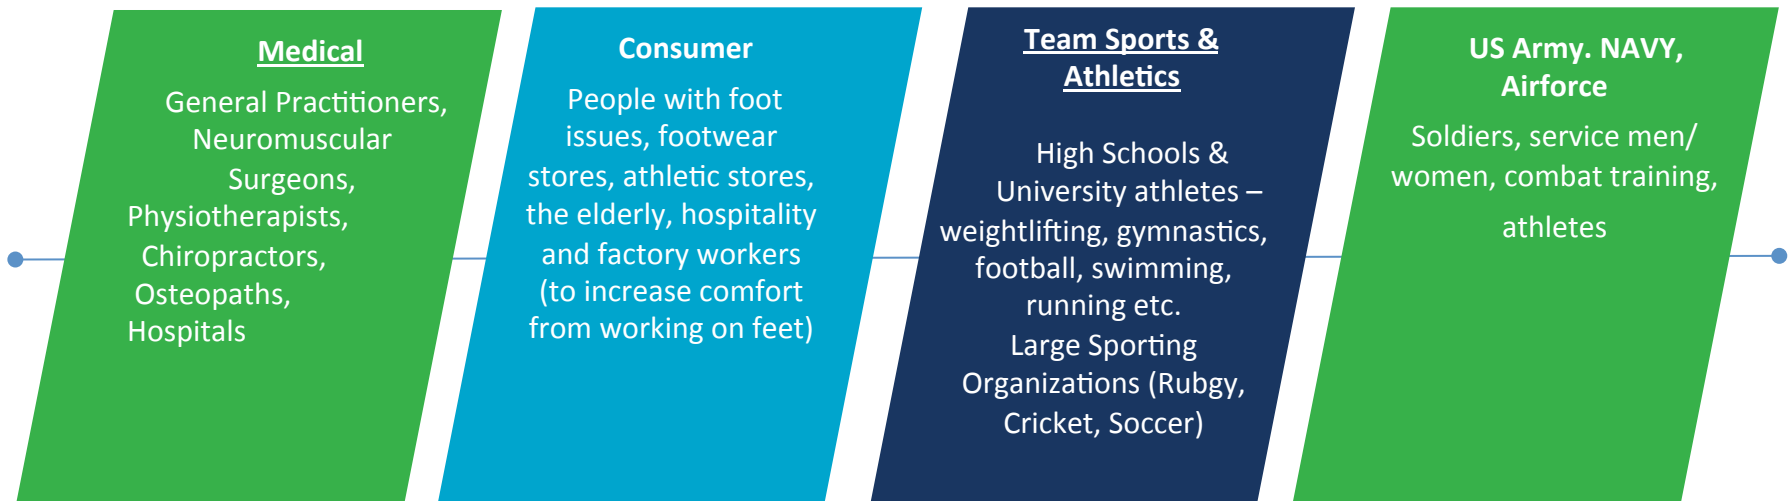 Medical
General Practitioners,
Neuromuscular
Surgeons,
Physiotherapists,
Chiropractors,
Osteopaths,
Hospitals
Consumer
People with foot
issues, footwear
stores, athletic stores,
the elderly, hospitality
and factory workers
(to increase comfort
from working on feet)
Team Sports &
Athletics
High Schools &
University athletes –
weightlifting, gymnastics,
football, swimming,
running etc.
Large Sporting
Organizations (Rubgy,
Cricket, Soccer)
US Army. NAVY,
Airforce
Soldiers, service men/
women, combat training,
athletes